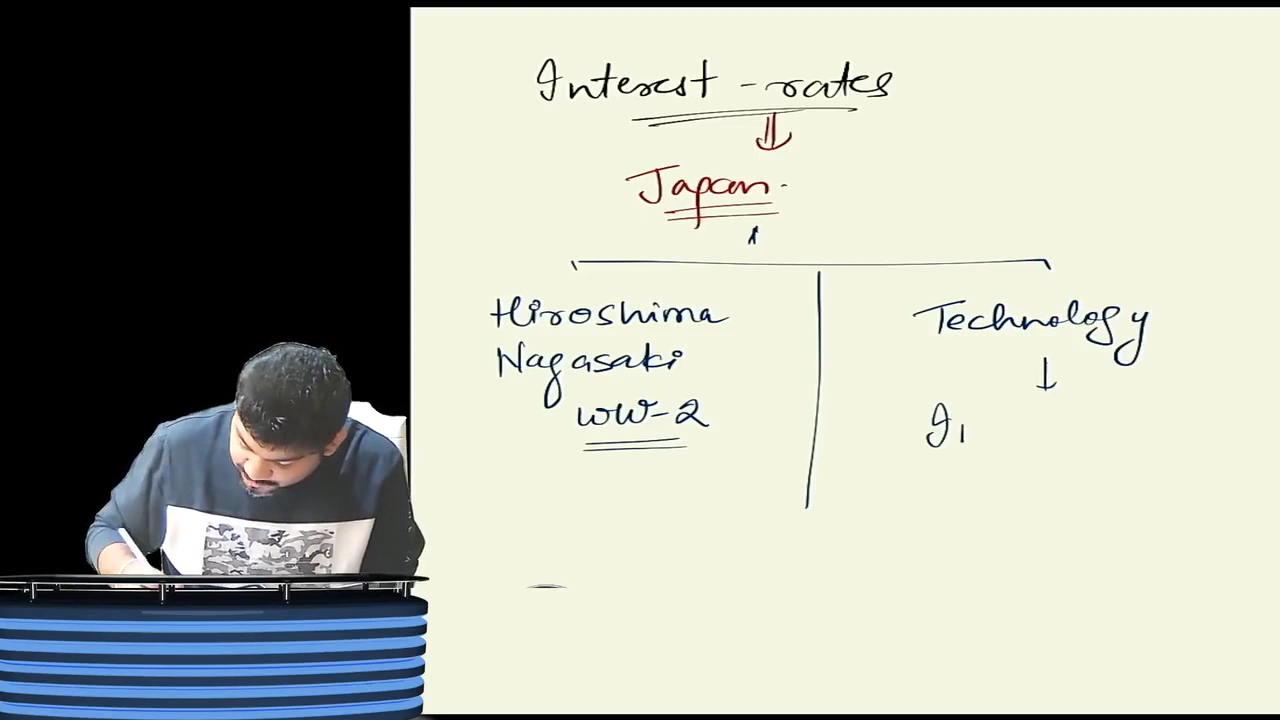 Interest - rates
Japan.
Hiroshima
Nagasaki
WW-2
Technology
I